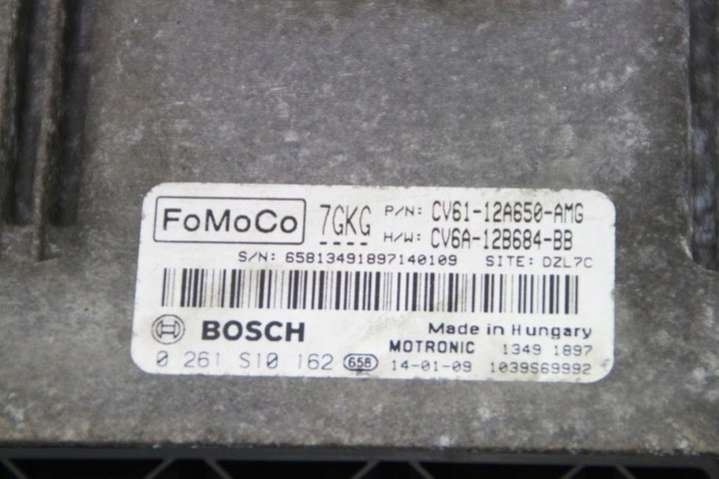 FoMoCo 7GKG P/N: CV61-12A650-AMG
H/W: CV6A-12B684-BB
S/N: 65813491897140109 SITE: DZL7C
BOSCH Made in Hungary
MOTRONIC 1349 1897
0 261 S10 162 658 14-01-09 1039S69992